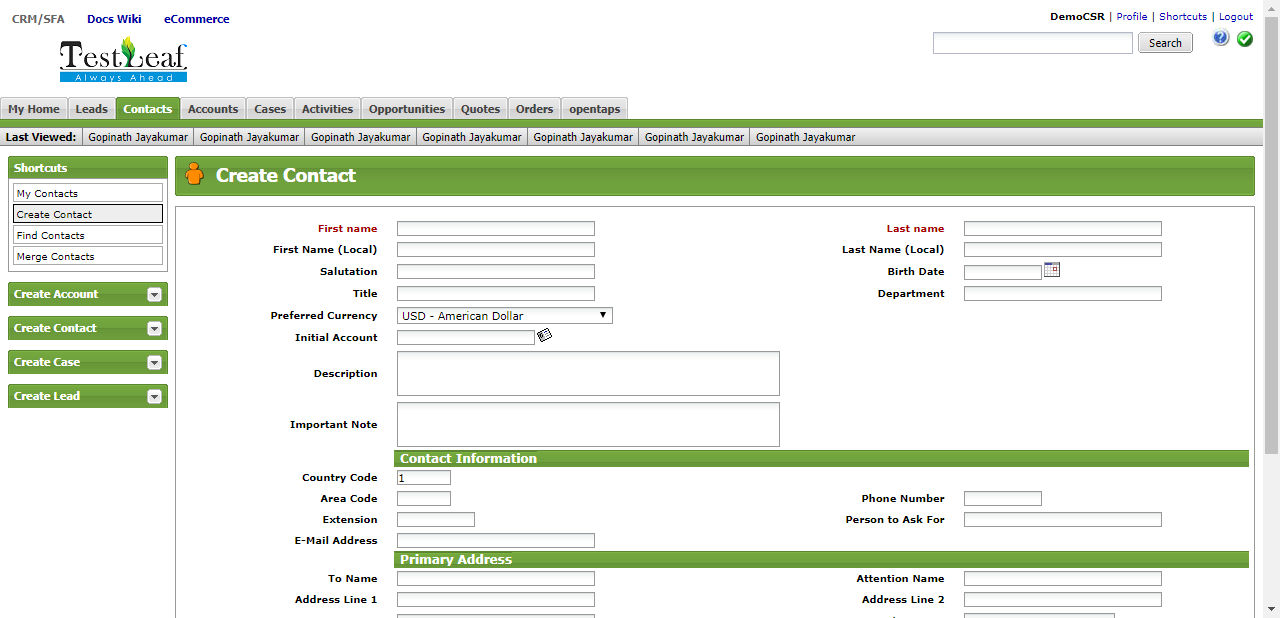 CRM/SFA Docs Wiki eCommerce
DemoCSR | Profile | Shortcuts | Logout
TestLeaf
Always Ahead
Search
My Home Leads Contacts Accounts Cases Activities Opportunities Quotes Orders opentaps
Last Viewed: Gopinath Jayakumar Gopinath Jayakumar Gopinath Jayakumar Gopinath Jayakumar Gopinath Jayakumar Gopinath Jayakumar Gopinath Jayakumar
Shortcuts
My Contacts
Create Contact
Find Contacts
Merge Contacts
Create Account
Create Contact
Create Case
Create Lead
Create Contact
First name Last name
First Name (Local) Last Name (Local)
Salutation Birth Date
Title Department
Preferred Currency USD - American Dollar
Initial Account
Description
Important Note
Contact Information
Country Code 1
Area Code Phone Number
Extension Person to Ask For
E-Mail Address
Primary Address
To Name Attention Name
Address Line 1 Address Line 2